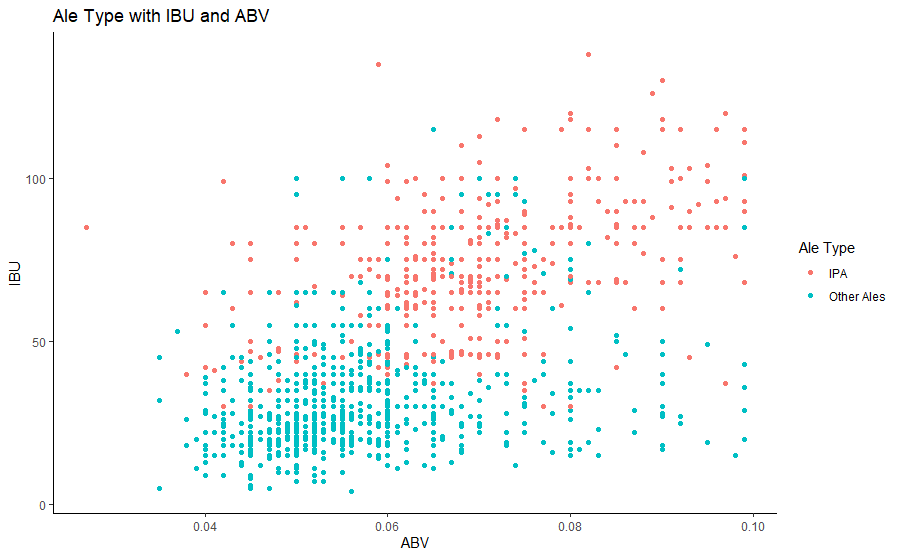 Ale Type with IBU and ABV
IBU
100
50
0
0.04
0.06
0.08
0.10
ABV
Ale Type
IPA
Other Ales